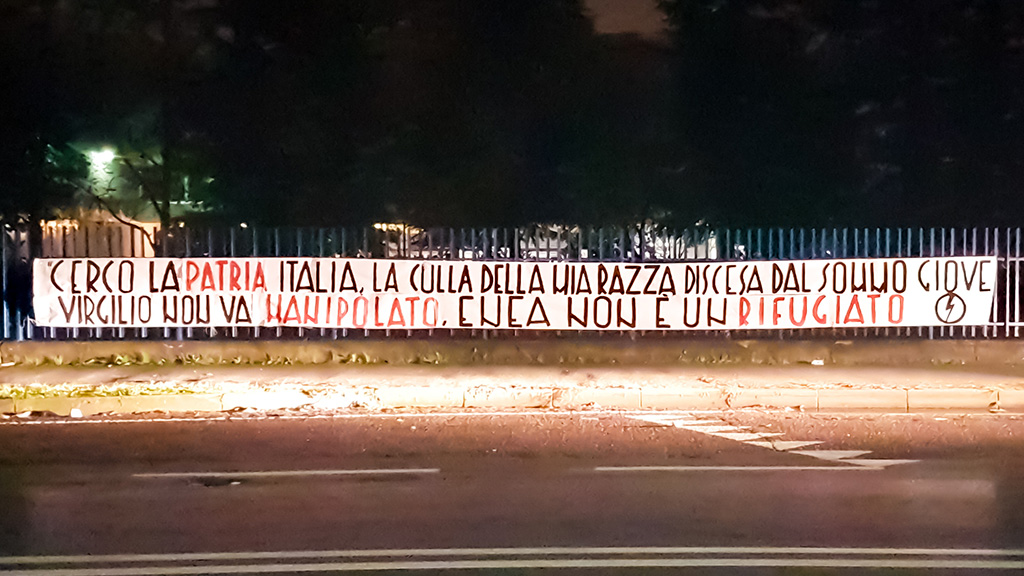 "CERCO LA PATRIA ITALIA, LA CULLA DELLA MIA RAZZA DISCESA DAL SOMMO GIOVE
VIRGILIO NON VA MANIPOLATO, ENEA NON È UN RIFUGIATO